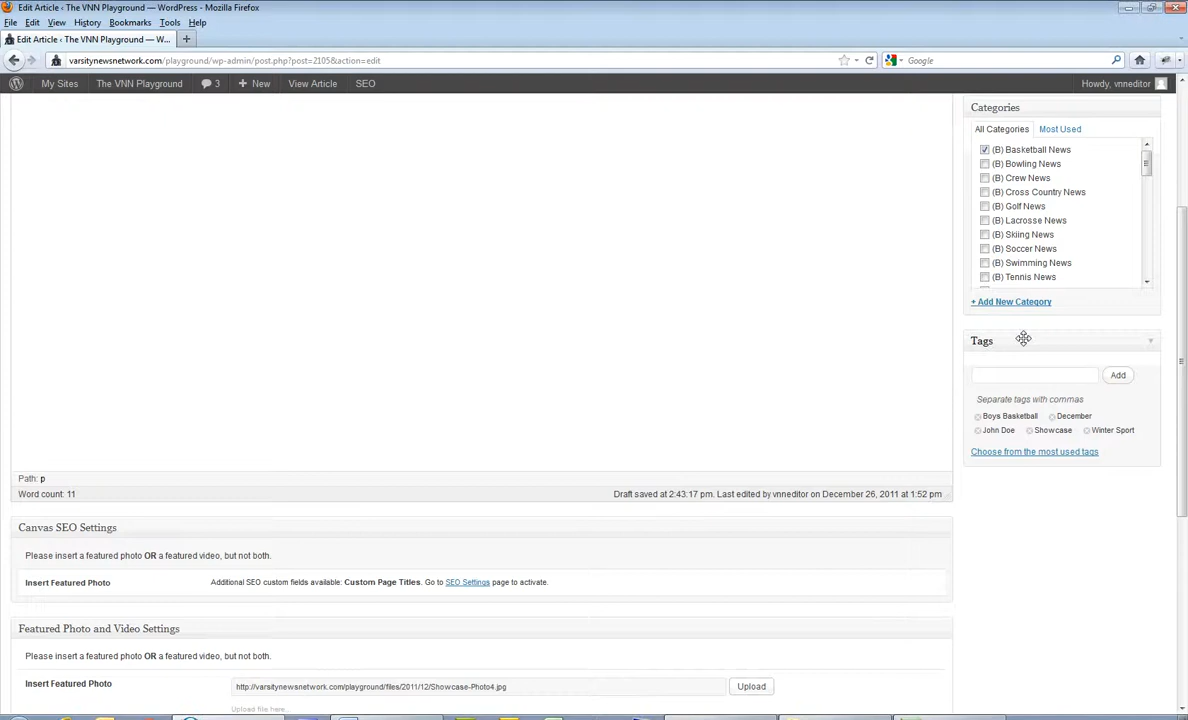 Edit Article ‹ The VNN Playground — WordPress - Mozilla Firefox
File Edit View History Bookmarks Tools Help
Edit Article ‹ The VNN Playground — W...
varsitynewsnetwork.com/playground/wp-admin/post.php?post=2105&action=edit
Google
My Sites The VNN Playground 3 + New View Article SEO Howdy, vnneditor
Categories
All Categories Most Used
(B) Basketball News
(B) Bowling News
(B) Crew News
(B) Cross Country News
(B) Golf News
(B) Lacrosse News
(B) Skiing News
(B) Soccer News
(B) Swimming News
(B) Tennis News
+ Add New Category
Tags
Add
Separate tags with commas
Boys Basketball December
John Doe Showcase Winter Sport
Choose from the most used tags
Path: p
Word count: 11 Draft saved at 2:43:17 pm. Last edited by vnneditor on December 26, 2011 at 1:52 pm
Canvas SEO Settings
Please insert a featured photo OR a featured video, but not both.
Insert Featured Photo Additional SEO custom fields available: Custom Page Titles. Go to SEO Settings page to activate.
Featured Photo and Video Settings
Please insert a featured photo OR a featured video, but not both.
Insert Featured Photo http://varsitynewsnetwork.com/playground/files/2011/12/Showcase-Photo4.jpg Upload
Upload file here...